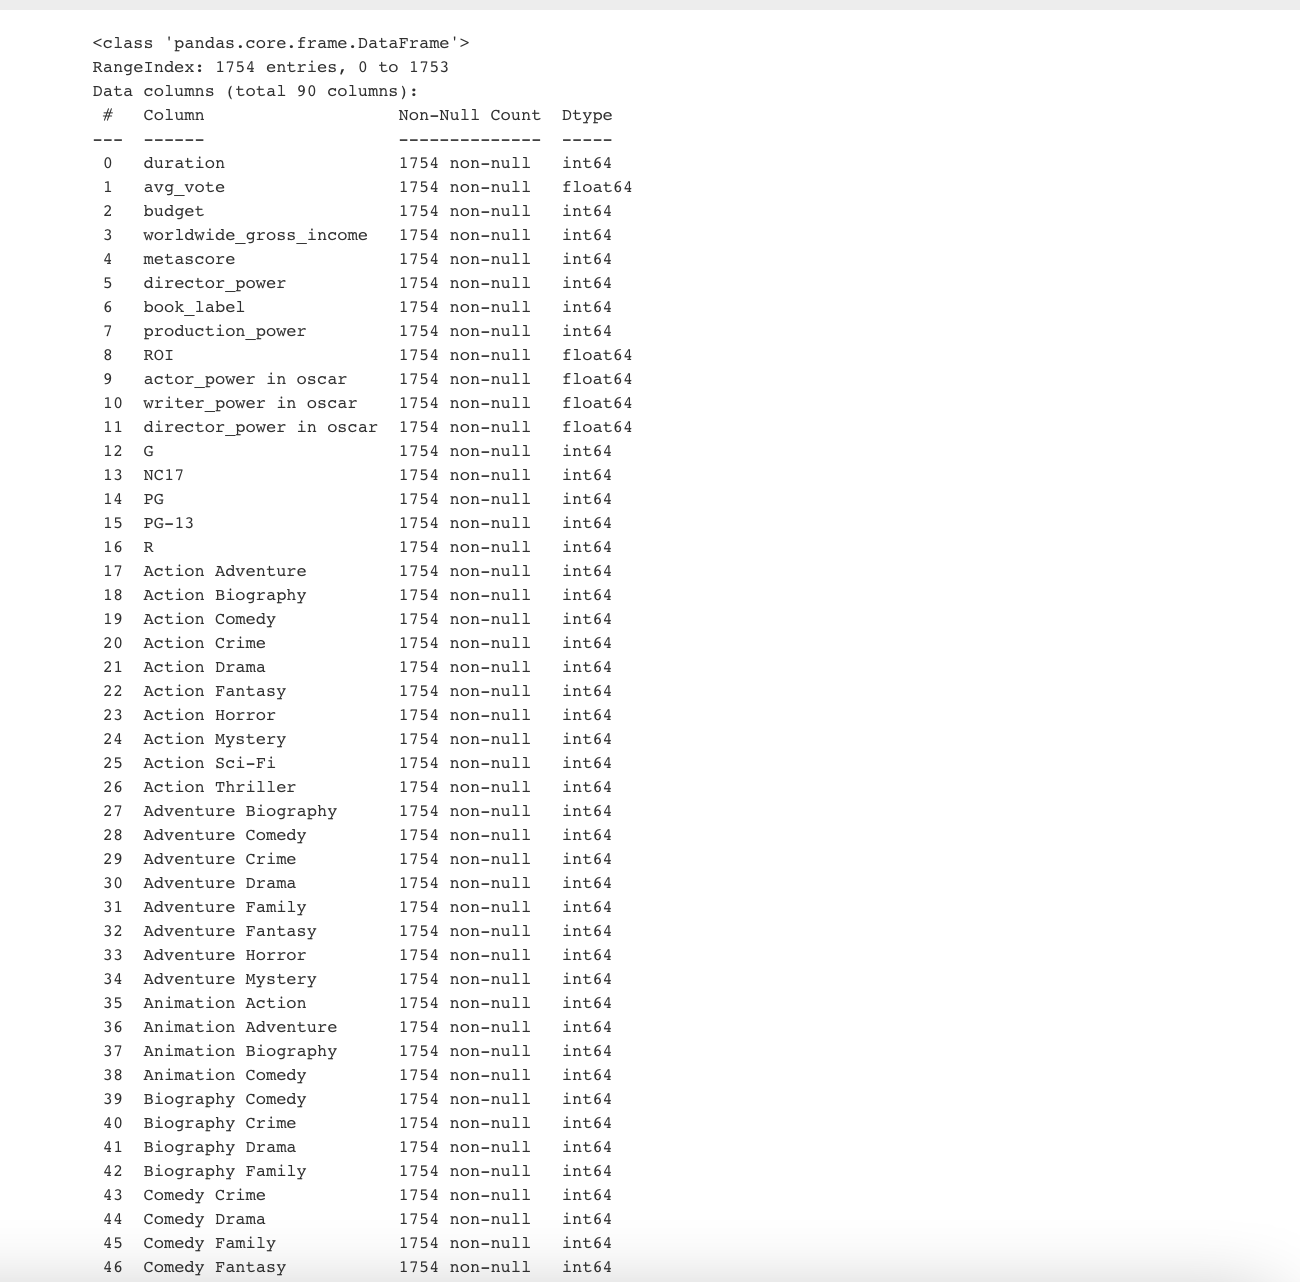 <class 'pandas.core.frame.DataFrame'>
RangeIndex: 1754 entries, 0 to 1753
Data columns (total 90 columns):
 #   Column                   Non-Null Count  Dtype
---  ------                   --------------  -----
 0   duration                 1754 non-null   int64
 1   avg_vote                 1754 non-null   float64
 2   budget                   1754 non-null   int64
 3   worldwide_gross_income   1754 non-null   int64
 4   metascore                1754 non-null   int64
 5   director_power           1754 non-null   int64
 6   book_label               1754 non-null   int64
 7   production_power         1754 non-null   int64
 8   ROI                      1754 non-null   float64
 9   actor_power in oscar     1754 non-null   float64
 10  writer_power in oscar    1754 non-null   float64
 11  director_power in oscar  1754 non-null   float64
 12  G                        1754 non-null   int64
 13  NC17                     1754 non-null   int64
 14  PG                       1754 non-null   int64
 15  PG-13                    1754 non-null   int64
 16  R                        1754 non-null   int64
 17  Action Adventure         1754 non-null   int64
 18  Action Biography         1754 non-null   int64
 19  Action Comedy            1754 non-null   int64
 20  Action Crime             1754 non-null   int64
 21  Action Drama             1754 non-null   int64
 22  Action Fantasy           1754 non-null   int64
 23  Action Horror            1754 non-null   int64
 24  Action Mystery           1754 non-null   int64
 25  Action Sci-Fi            1754 non-null   int64
 26  Action Thriller          1754 non-null   int64
 27  Adventure Biography      1754 non-null   int64
 28  Adventure Comedy         1754 non-null   int64
 29  Adventure Crime          1754 non-null   int64
 30  Adventure Drama          1754 non-null   int64
 31  Adventure Family         1754 non-null   int64
 32  Adventure Fantasy        1754 non-null   int64
 33  Adventure Horror         1754 non-null   int64
 34  Adventure Mystery        1754 non-null   int64
 35  Animation Action         1754 non-null   int64
 36  Animation Adventure      1754 non-null   int64
 37  Animation Biography      1754 non-null   int64
 38  Animation Comedy         1754 non-null   int64
 39  Biography Comedy         1754 non-null   int64
 40  Biography Crime          1754 non-null   int64
 41  Biography Drama          1754 non-null   int64
 42  Biography Family         1754 non-null   int64
 43  Comedy Crime             1754 non-null   int64
 44  Comedy Drama             1754 non-null   int64
 45  Comedy Family            1754 non-null   int64
 46  Comedy Fantasy           1754 non-null   int64